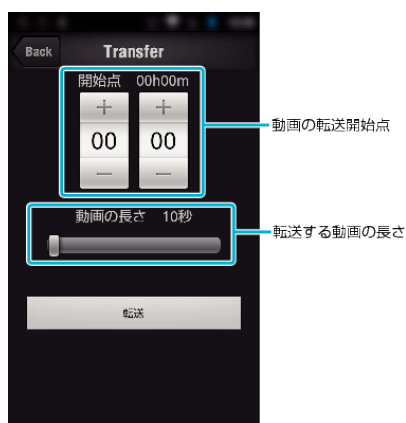 Back
Transfer
開始点 00h00m
+ +
00 00
— —
動画の長さ 10秒
転送
動画の転送開始点
転送する動画の長さ